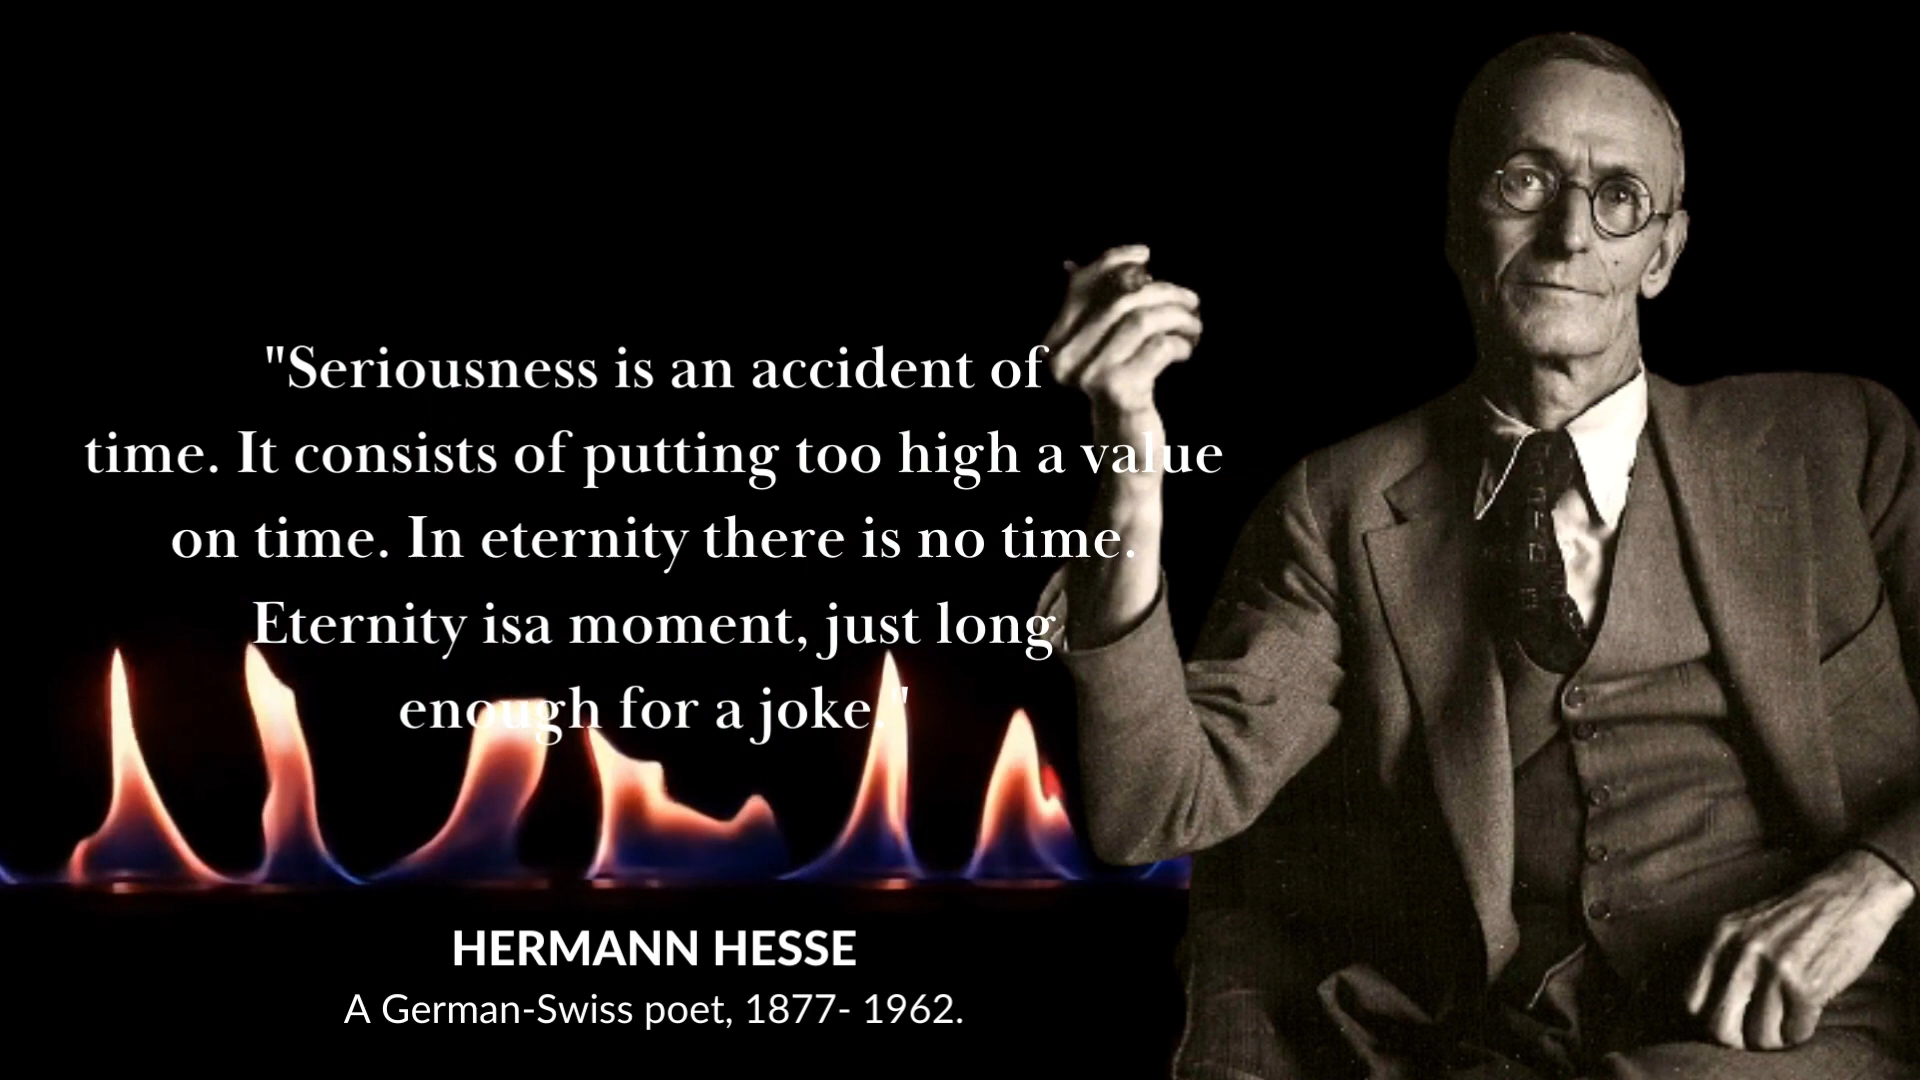 "Seriousness is an accident of
time. It consists of putting too high a value
on time. In eternity there is no time.
Eternity isa moment, just long
enough for a joke."
HERMANN HESSE
A German-Swiss poet, 1877- 1962.